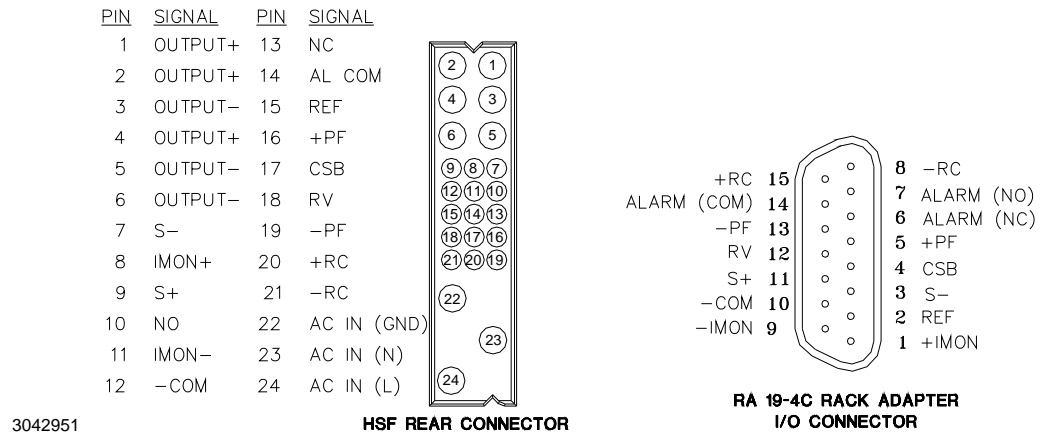 PIN SIGNAL PIN SIGNAL
1 OUTPUT+ 13 NC
2 OUTPUT+ 14 AL COM
3 OUTPUT− 15 REF
4 OUTPUT+ 16 +PF
5 OUTPUT− 17 CSB
6 OUTPUT− 18 RV
7 S− 19 −PF
8 IMON+ 20 +RC
9 S+ 21 −RC
10 NO 22 AC IN (GND)
11 IMON− 23 AC IN (N)
12 −COM 24 AC IN (L)
2 1
4 3
6 5
9 8 7
12 11 10
15 14 13
18 17 16
21 20 19
22
23
24
HSF REAR CONNECTOR
+RC 15
ALARM (COM) 14
−PF 13
RV 12
S+ 11
−COM 10
−IMON 9
8 −RC
7 ALARM (NO)
6 ALARM (NC)
5 +PF
4 CSB
3 S−
2 REF
1 +IMON
RA 19-4C RACK ADAPTER
I/O CONNECTOR
3042951